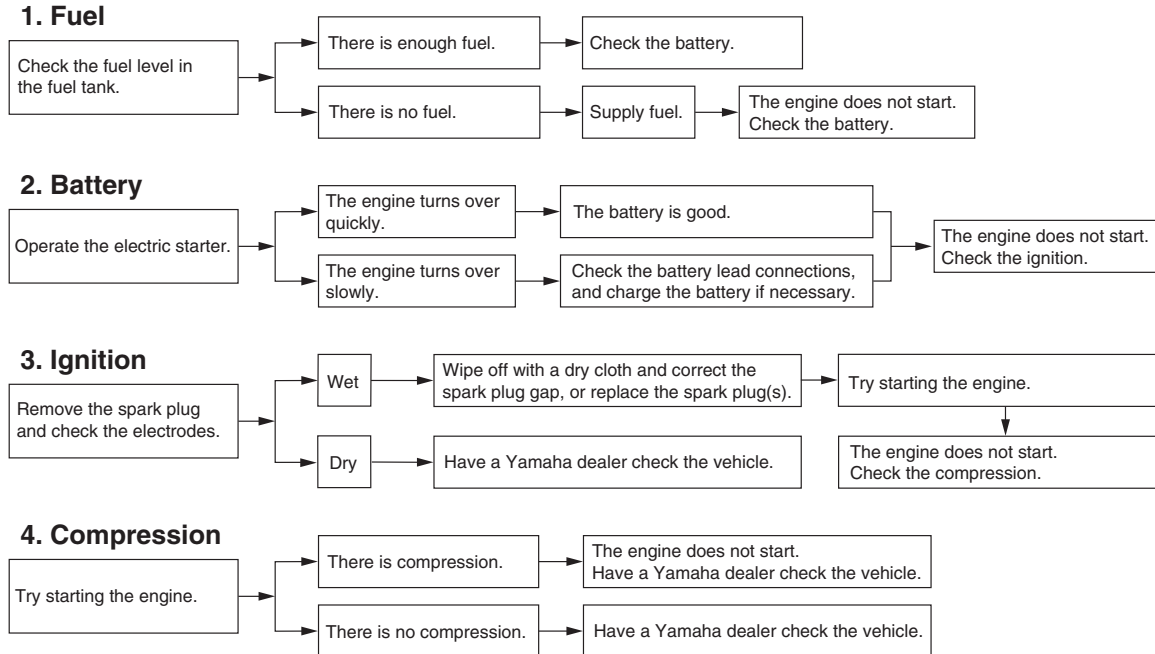 1. Fuel
Check the fuel level in
the fuel tank.
There is enough fuel.
Check the battery.
There is no fuel.
Supply fuel.
The engine does not start.
Check the battery.
2. Battery
Operate the electric starter.
The engine turns over
quickly.
The battery is good.
The engine turns over
slowly.
Check the battery lead connections,
and charge the battery if necessary.
The engine does not start.
Check the ignition.
3. Ignition
Remove the spark plug
and check the electrodes.
Wet
Wipe off with a dry cloth and correct the
spark plug gap, or replace the spark plug(s).
Try starting the engine.
Dry
Have a Yamaha dealer check the vehicle.
The engine does not start.
Check the compression.
4. Compression
Try starting the engine.
There is compression.
The engine does not start.
Have a Yamaha dealer check the vehicle.
There is no compression.
Have a Yamaha dealer check the vehicle.